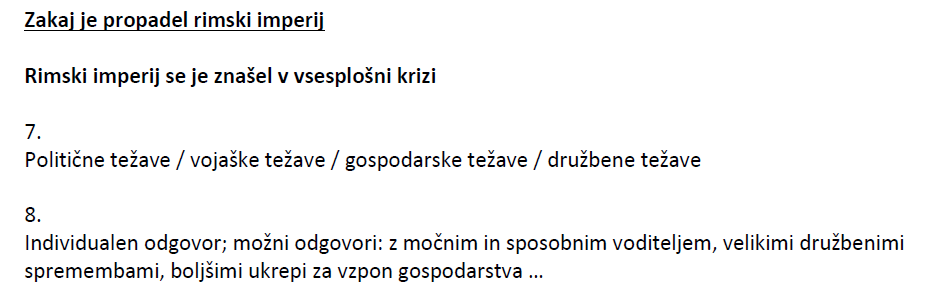 Zakaj je propadel rimski imperij
Rimski imperij se je znašel v vsesplošni krizi
7.
Politične težave / vojaške težave / gospodarske težave / družbene težave
8.
Individualen odgovor; možni odgovori: z močnim in sposobnim voditeljem, velikimi družbenimi
spremembami, boljšimi ukrepi za vzpon gospodarstva …